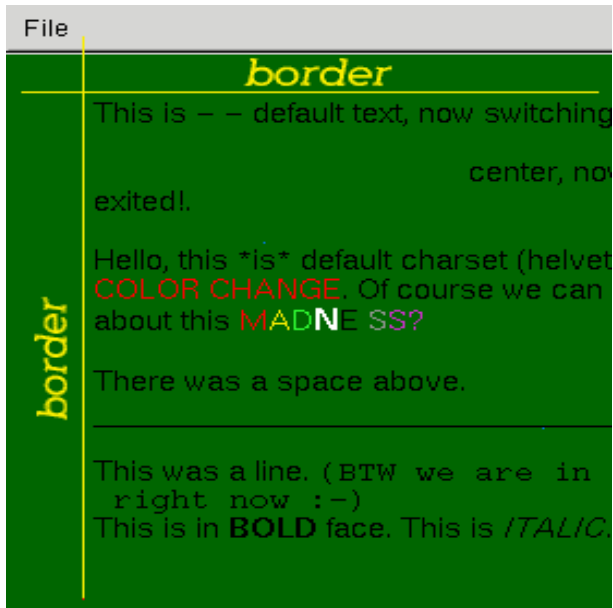 File
border
This is – – default text, now switching
center, now
exited!.
Hello, this *is* default charset (helvet
COLOR CHANGE. Of course we can
about this MADNE SS?
border
There was a space above.
This was a line. (BTW we are in
right now :-)
This is in BOLD face. This is ITALIC.